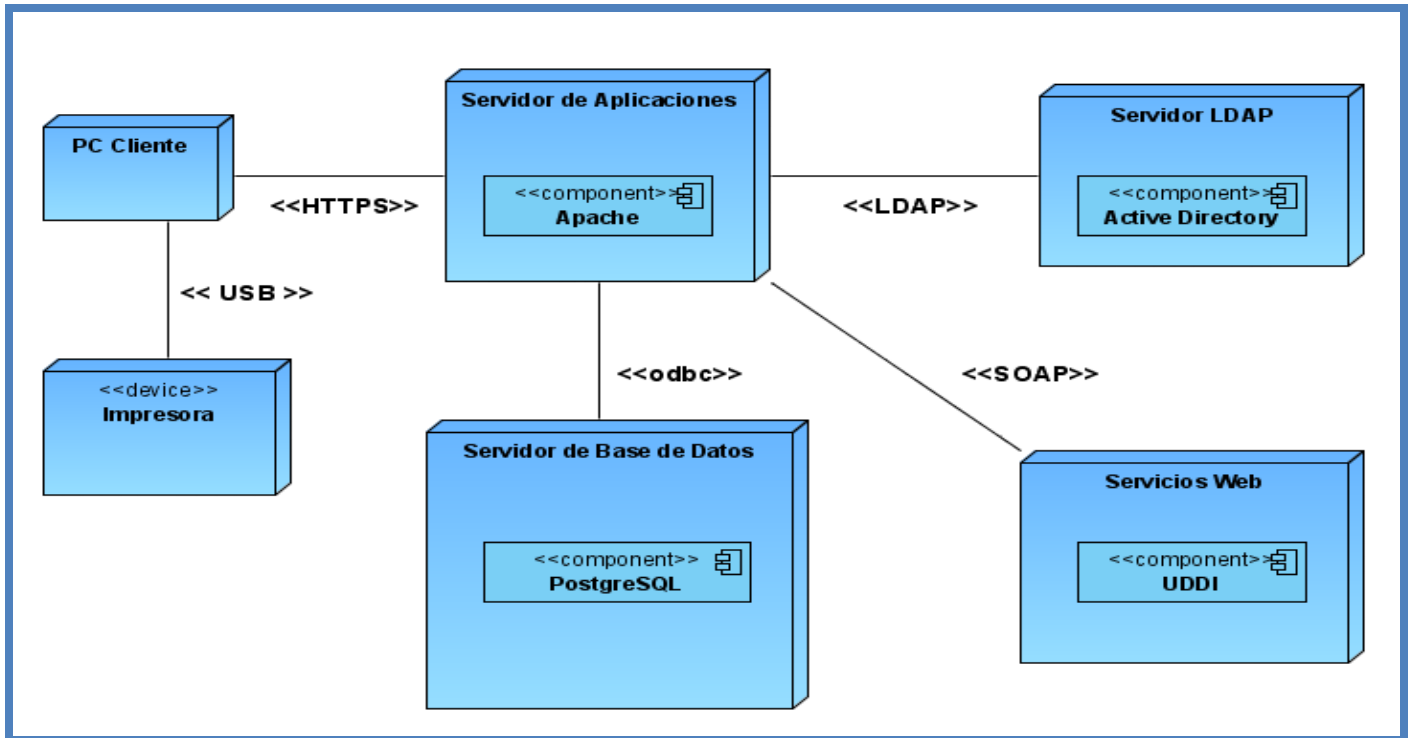 Servidor de Aplicaciones
<<component>>
Apache
Servidor LDAP
<<component>>
Active Directory
PC Cliente
<<HTTPS>>
<<LDAP>>
<< USB >>
<<device>>
Impresora
<<odbc>>
<<SOAP>>
Servidor de Base de Datos
<<component>>
PostgreSQL
Servicios Web
<<component>>
UDDI